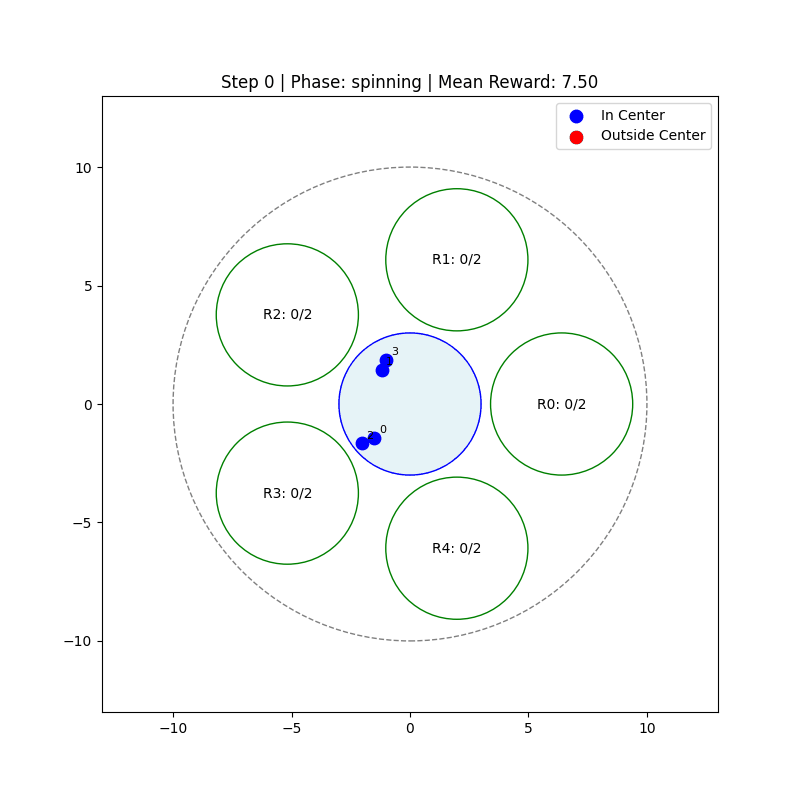 Step 0 | Phase: spinning | Mean Reward: 7.50
In Center
Outside Center
10
5
0
−5
−10
R1: 0/2
R2: 0/2
R0: 0/2
R3: 0/2
R4: 0/2
3
0
−10
−5
0
5
10